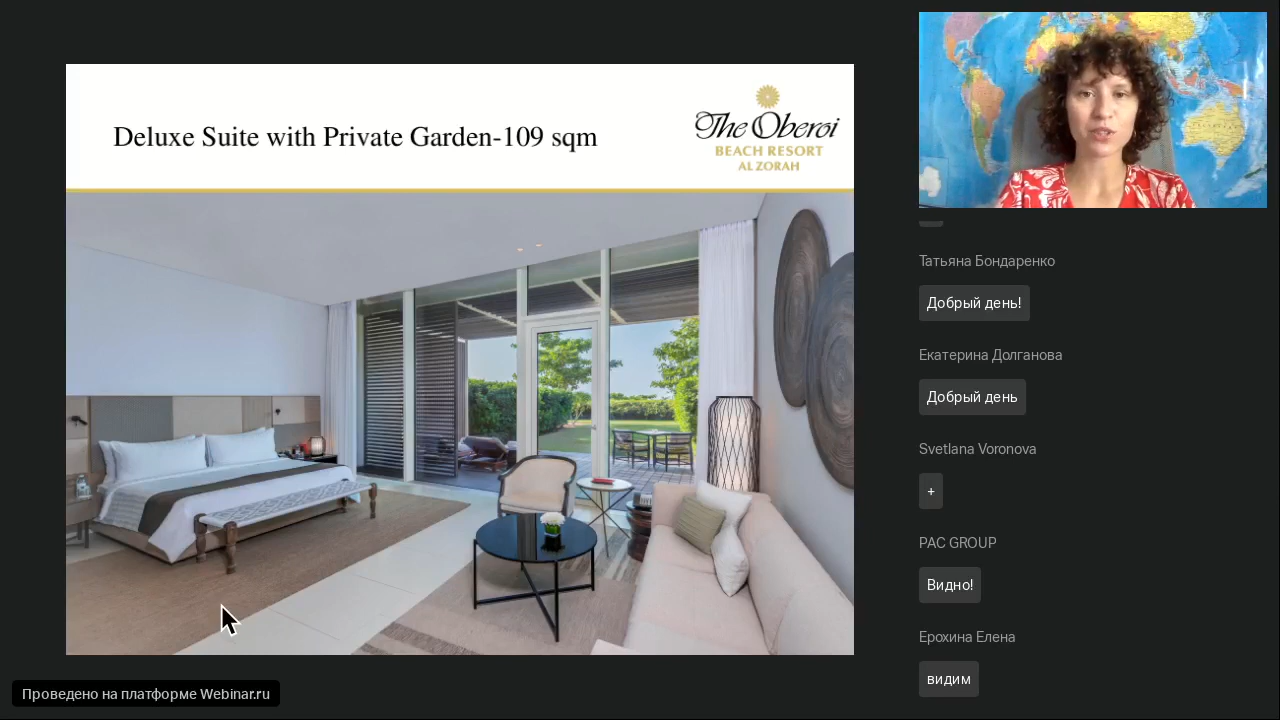 Deluxe Suite with Private Garden-109 sqm
The Oberoi
BEACH RESORT
AL ZORAH
Татьяна Бондаренко
Добрый день!
Екатерина Долганова
Добрый день
Svetlana Voronova
+
PAC GROUP
Видно!
Ерохина Елена
видим
Проведено на платформе Webinar.ru